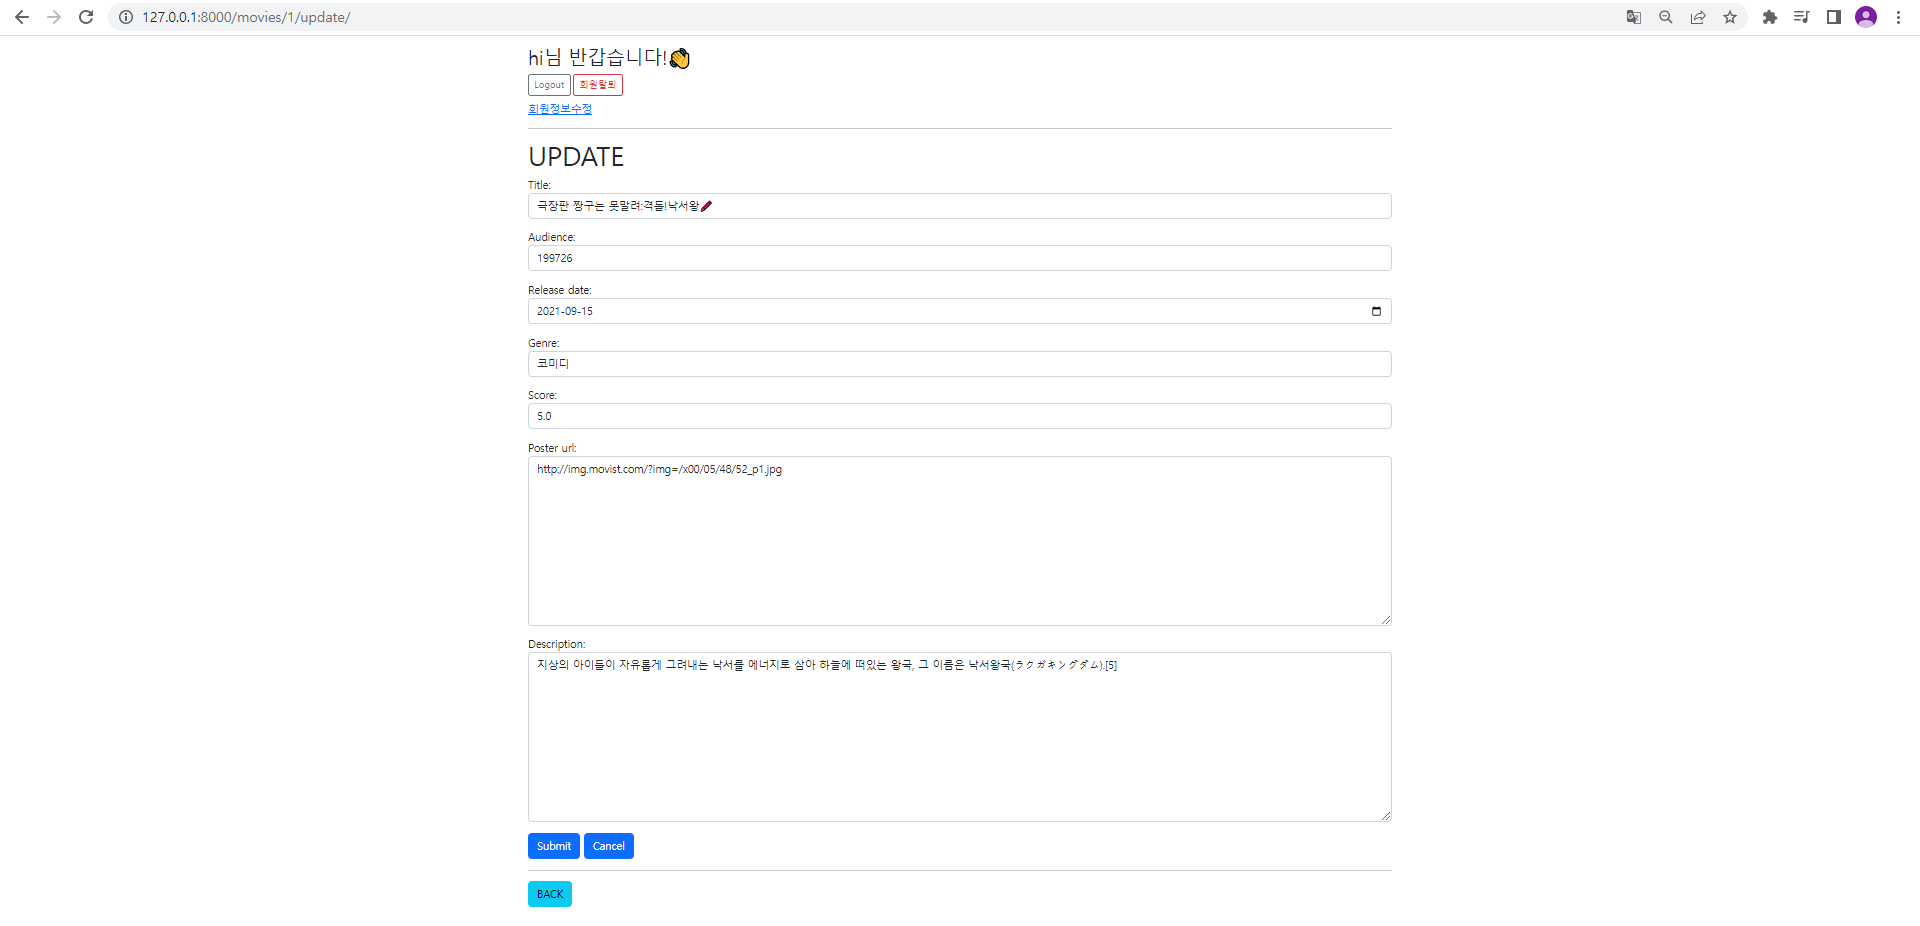 127.0.0.1:8000/movies/1/update/
hi님 반갑습니다!👏
Logout 회원탈퇴
회원정보수정
UPDATE
Title:
극장판 짱구는 못말려:격돌!낙서왕🖍
Audience:
199726
Release date:
2021-09-15
Genre:
코미디
Score:
5.0
Poster url:
http://img.movist.com/?img=/x00/05/48/52_p1.jpg
Description:
지상의 아이들이 자유롭게 그려내는 낙서를 에너지로 삼아 하늘에 떠있는 왕국, 그 이름은 낙서왕국(ラクガキングダム).[5]
Submit Cancel
BACK